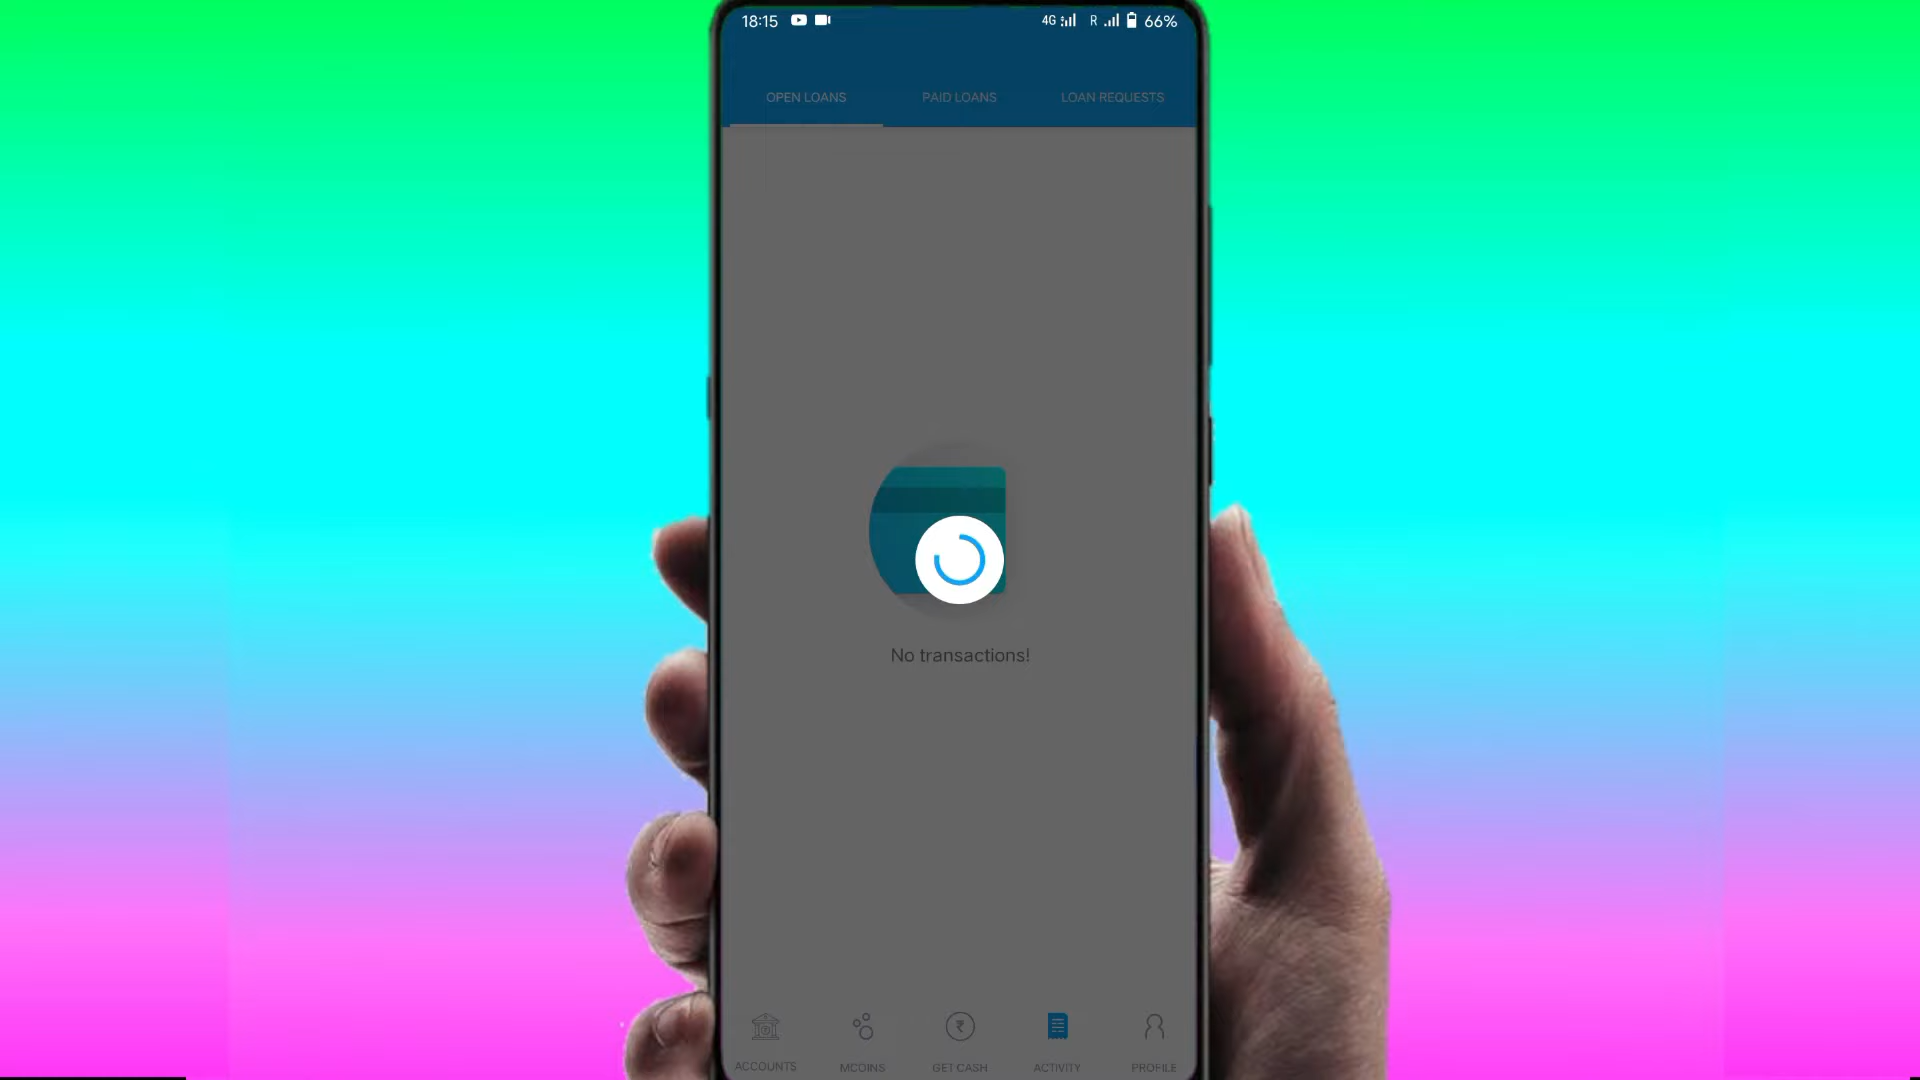 18:15 4G R 66%
OPEN LOANS PAID LOANS LOAN REQUESTS
No transactions!
ACCOUNTS MCOINS GET CASH ACTIVITY PROFILE